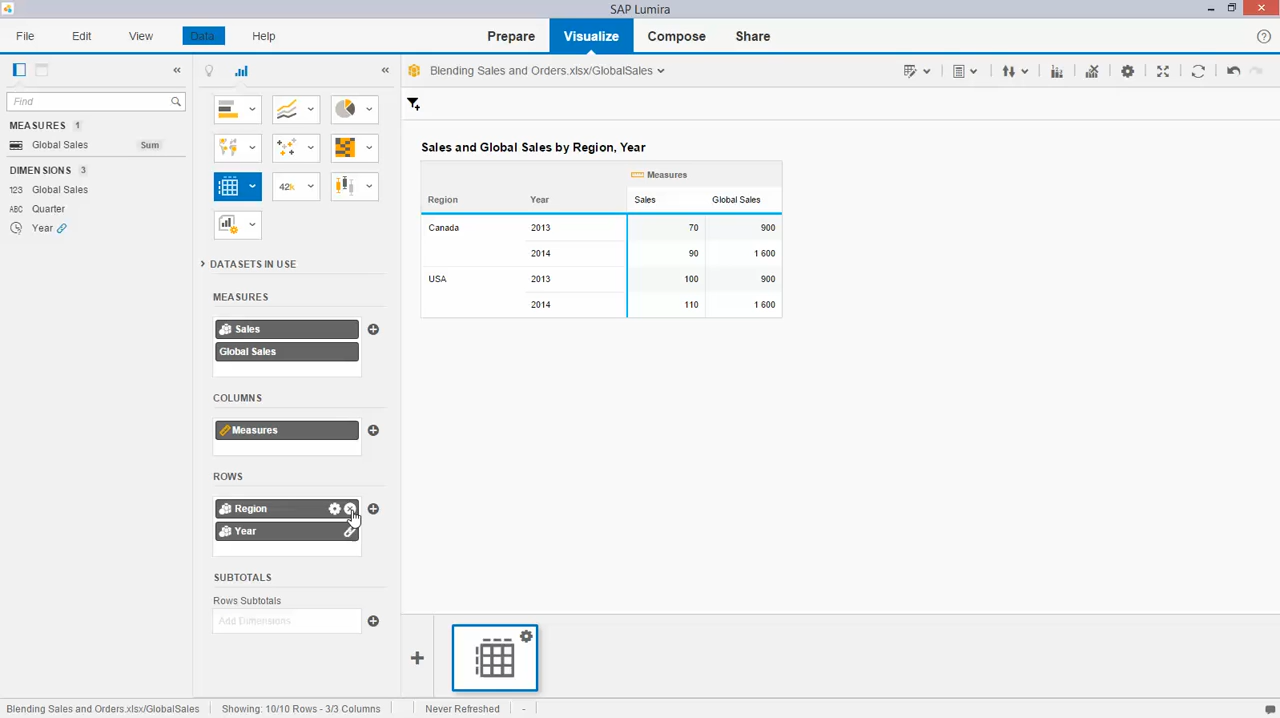 SAP Lumira
File Edit View Data Help
Prepare Visualize Compose Share
Find
MEASURES 1
Global Sales Sum
DIMENSIONS 3
123 Global Sales
ABC Quarter
Year
42K
DATASETS IN USE
MEASURES
Sales
Global Sales
COLUMNS
Measures
ROWS
Region
Year
SUBTOTALS
Rows Subtotals
Add Dimensions
Blending Sales and Orders.xlsx/GlobalSales
Sales and Global Sales by Region, Year
Measures
Region Year Sales Global Sales
Canada 2013 70 900
2014 90 1 600
USA 2013 100 900
2014 110 1 600
Blending Sales and Orders.xlsx/GlobalSales Showing: 10/10 Rows - 3/3 Columns Never Refreshed -